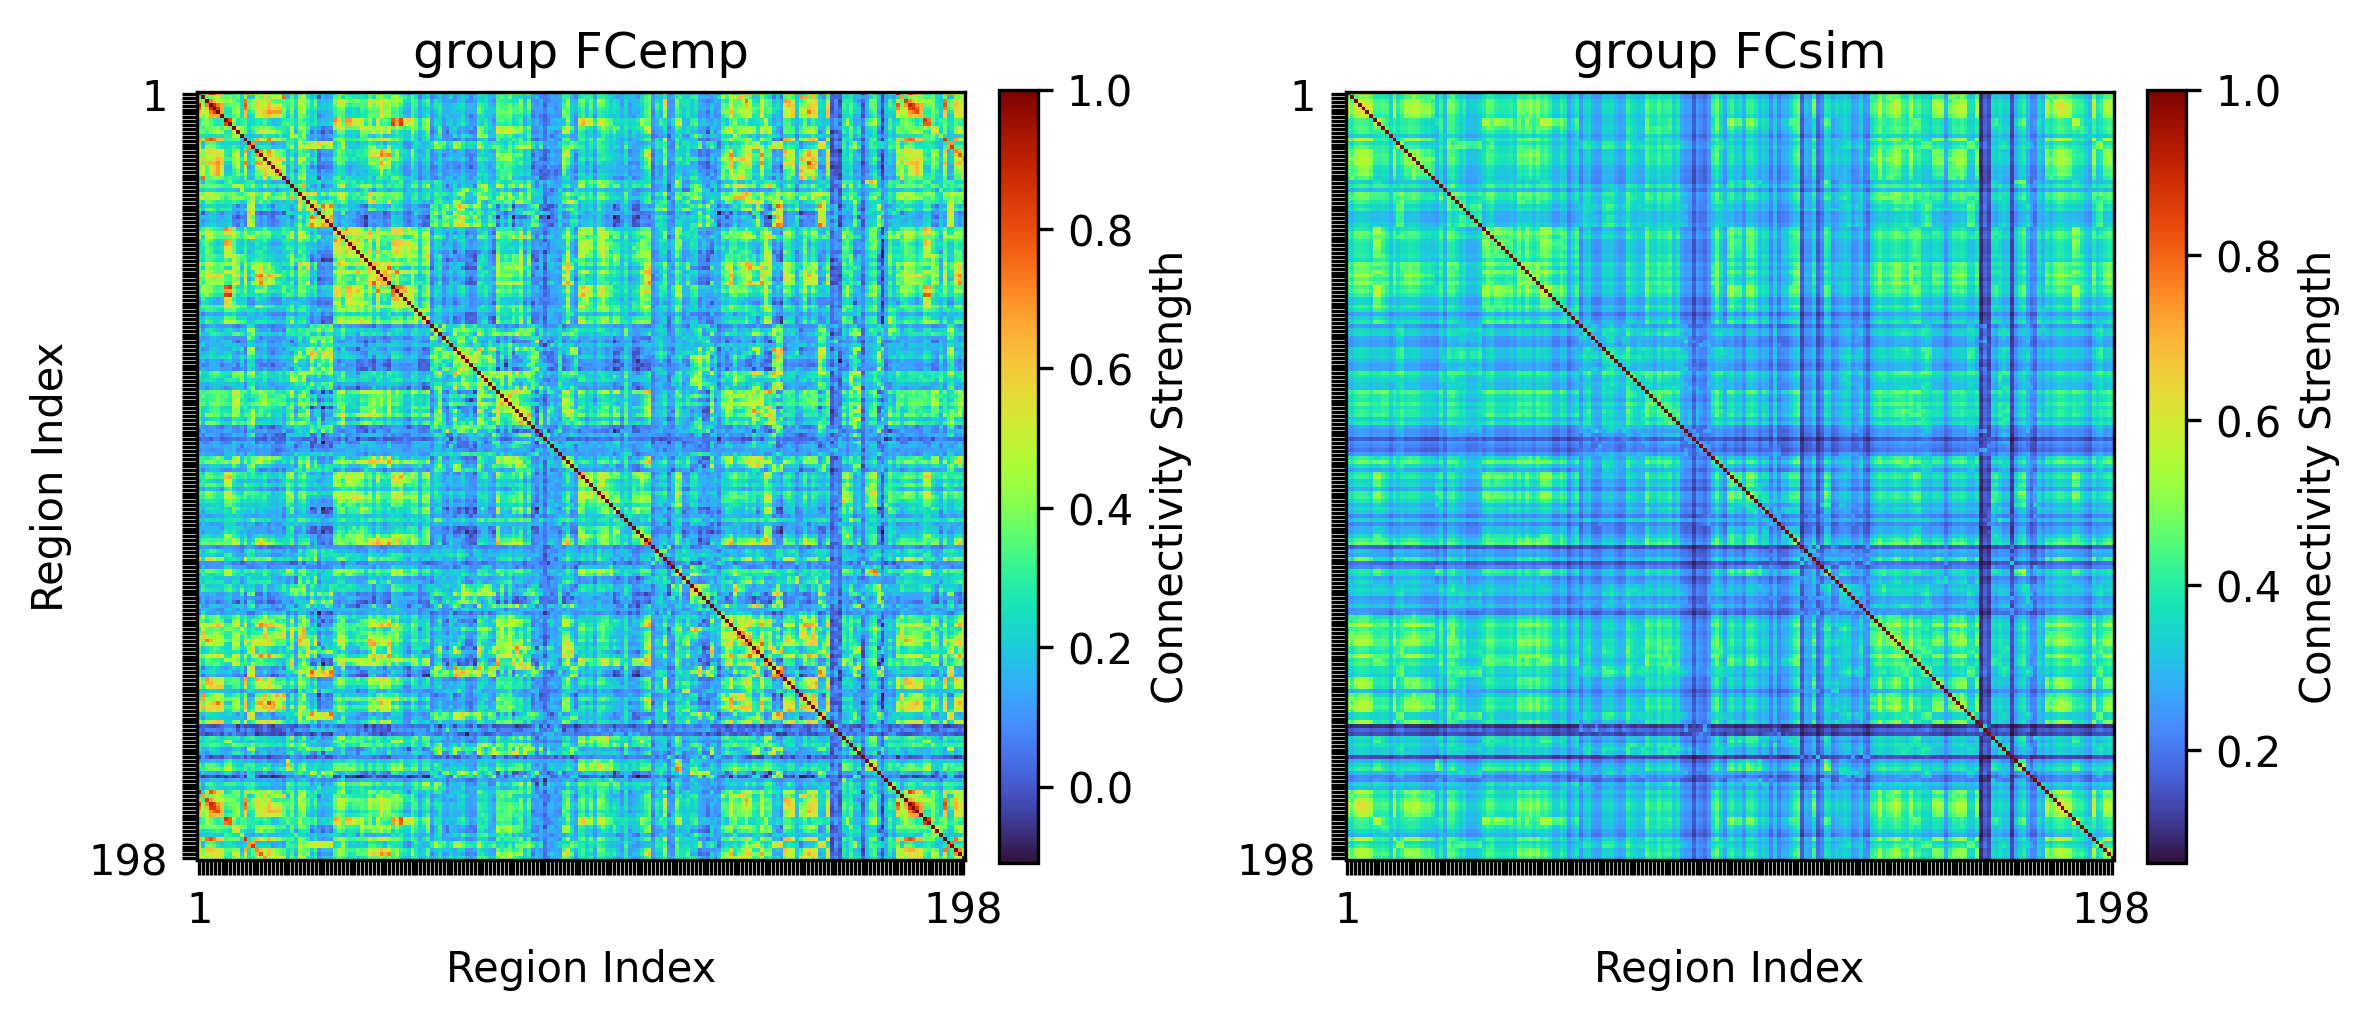 group FCemp
1
198
1
198
Region Index
Region Index
1.0
0.8
0.6
0.4
0.2
0.0
Connectivity Strength
group FCsim
1
198
1
198
Region Index
1.0
0.8
0.6
0.4
0.2
Connectivity Strength